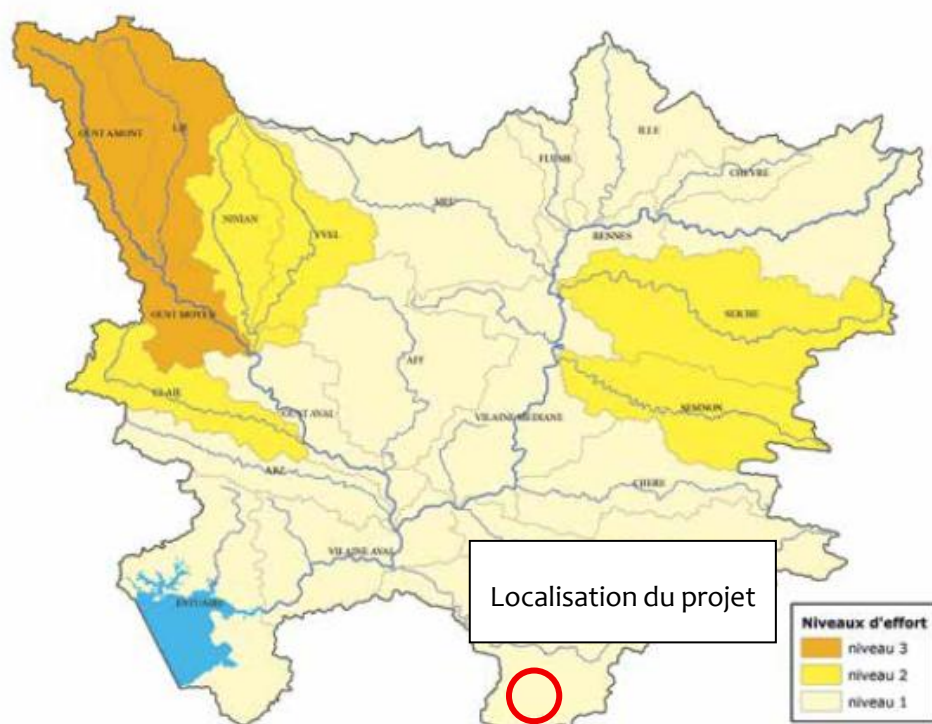 OUST AMONT
LIE
ILLE
FLUME
CHEVRE
MEU
NINIAN
YVEL
RENNES
SEICHE
OUST MOYEN
AFF
CLAIE
SEMNON
OUST AVAL
VILAINE MEDIANE
ARZ
CHERE
VILAINE AVAL
ESTUAIRE
Localisation du projet
Niveaux d'effort
niveau 3
niveau 2
niveau 1